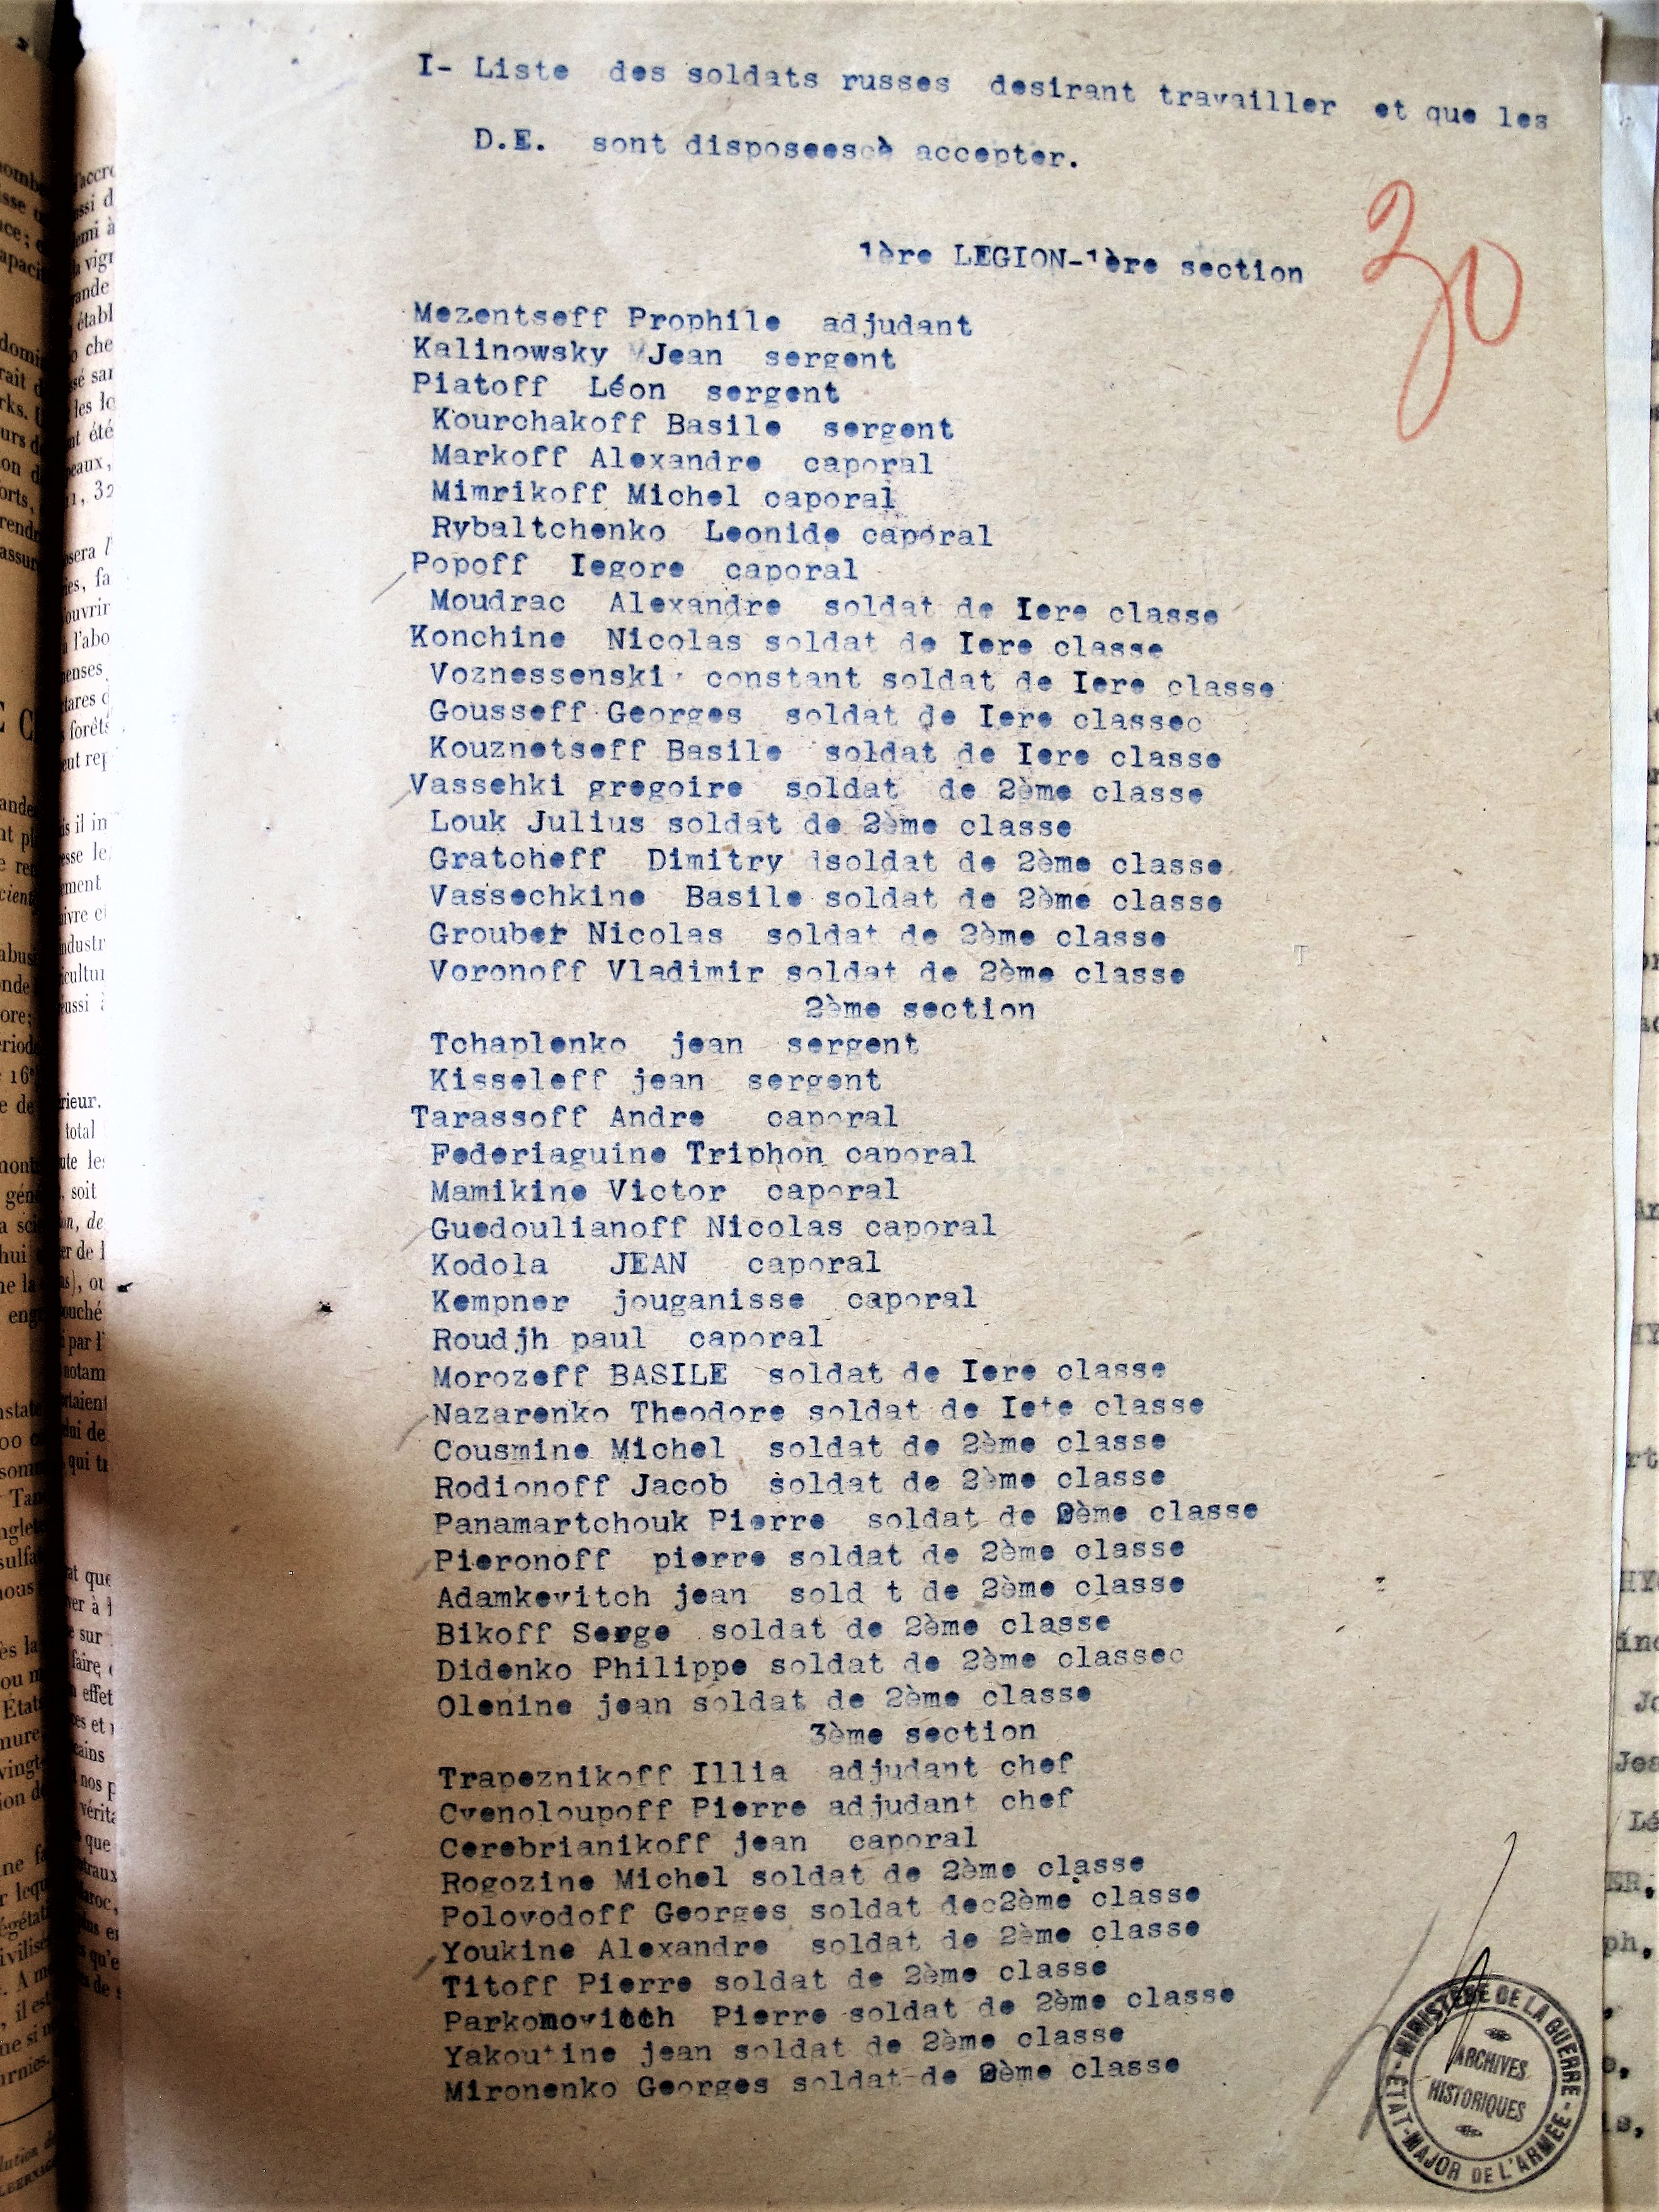 I- Liste des soldats russes desirant travailler et que les
D.E. sont disposeescè accepter.
30
1ère LEGION-1ère section
Mezentseff Prophile adjudant
Kalinowsky Jean sergent
Piatoff Léon sergent
Kourchakoff Basile sergent
Markoff Alexandre caporal
Mimrikoff Michel caporal
Rybaltchenko Leonide caporal
Popoff Iegore caporal
Moudrac Alexandre soldat de Iere classe
Konchine Nicolas soldat de Iere classe
Voznessenski constant soldat de Iere classe
Gousseff Georges soldat de Iere classec
Kouznetseff Basile soldat de Iere classe
Vassehki gregoire soldat de 2ème classe
Louk Julius soldat de 2ème classe
Gratcheff Dimitry dsoldat de 2ème classe
Vassechkine Basile soldat de 2ème classe
Grouber Nicolas soldat de 2ème classe
Voronoff Vladimir soldat de 2ème classe
2ème section
Tchaplenko jean sergent
Kisseleff jean sergent
Tarassoff Andre caporal
Federiaguine Triphon caporal
Mamikine Victor caporal
Guedoulianoff Nicolas caporal
Kodola JEAN caporal
Kempner jouganisse caporal
Roudjh paul caporal
Morozeff BASILE soldat de Iere classe
Nazarenko Theodore soldat de Iete classe
Cousmine Michel soldat de 2ème classe
Rodionoff Jacob soldat de 2ème classe
Panamartchouk Pierre soldat de 2ème classe
Pieronoff pierre soldat de 2ème classe
Adamkevitch jean sold t de 2ème classe
Bikoff Serge soldat de 2ème classe
Didenko Philippe soldat de 2ème classec
Olenine jean soldat de 2ème classe
3ème section
Trapeznikoff Illia adjudant chef
Cvenoloupoff Pierre adjudant chef
Cerebrianikoff jean caporal
Rogozine Michel soldat de 2ème classe
Polovodoff Georges soldat dec2ème classe
Youkine Alexandre soldat de 2ème classe
Titoff Pierre soldat de 2ème classe
Parkomovitch Pierre soldat de 2ème classe
Yakoutine jean soldat de 2ème classe
Mironenko Georges soldat de 2ème classe
MINISTÈRE DE LA GUERRE
ARCHIVES
HISTORIQUES
ÉTAT-MAJOR DE L'ARMÉE